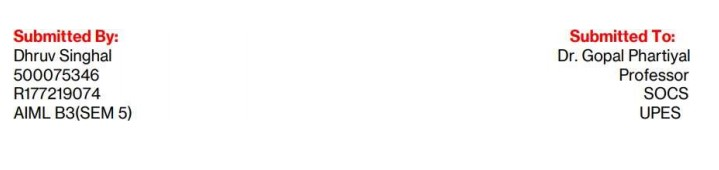 Submitted By:
Dhruv Singhal
500075346
R177219074
AIML B3(SEM 5)
Submitted To:
Dr. Gopal Phartiyal
Professor
SOCS
UPES